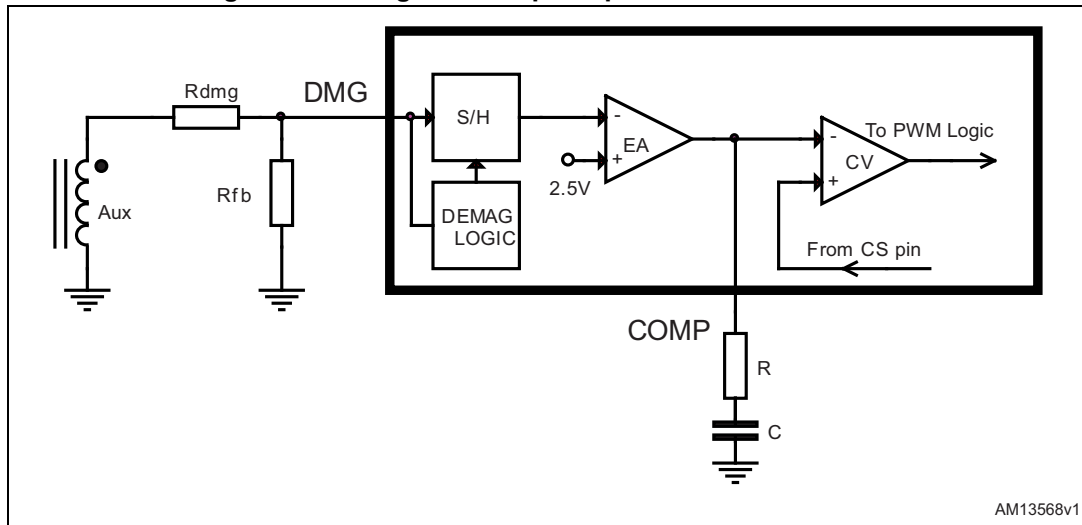 Rdmg
DMG
S/H
-
EA
+
2.5V
To PWM Logic
-
CV
+
Aux
Rfb
DEMAG
LOGIC
From CS pin
COMP
R
C
AM13568v1